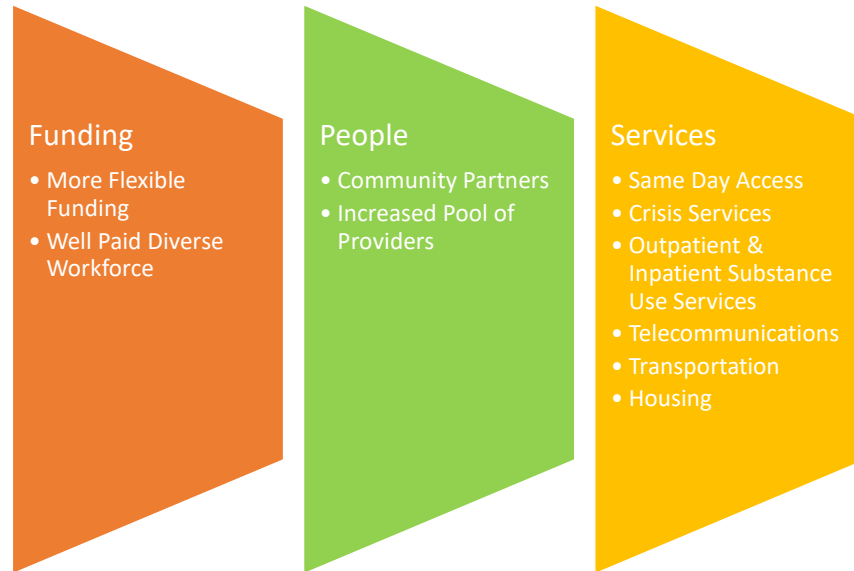 Funding
• More Flexible
Funding
• Well Paid Diverse
Workforce
People
• Community Partners
• Increased Pool of
Providers
Services
• Same Day Access
• Crisis Services
• Outpatient &
Inpatient Substance
Use Services
• Telecommunications
• Transportation
• Housing